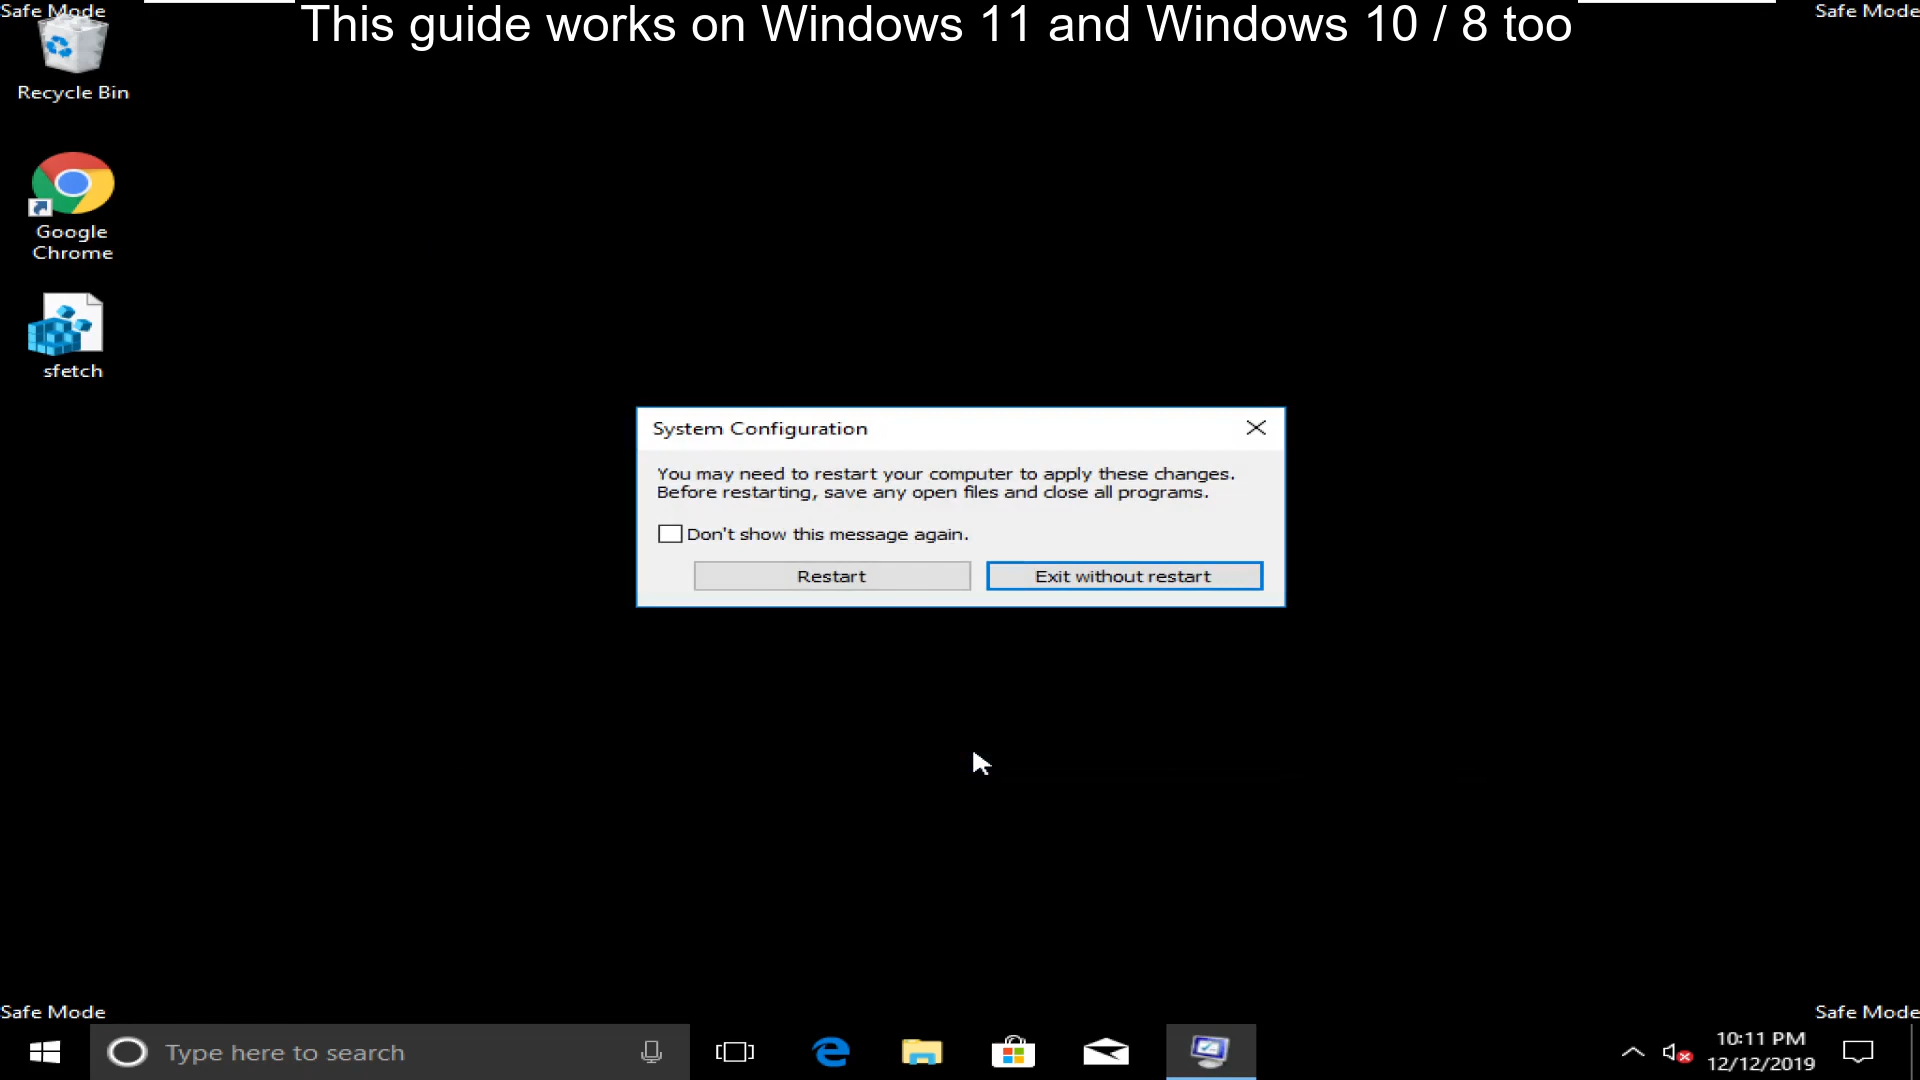 Safe Mode
This guide works on Windows 11 and Windows 10 / 8 too
Safe Mode
Recycle Bin
Google
Chrome
sfetch
System Configuration
You may need to restart your computer to apply these changes.
Before restarting, save any open files and close all programs.
Don't show this message again.
Restart
Exit without restart
Safe Mode
Safe Mode
Type here to search
10:11 PM
12/12/2019